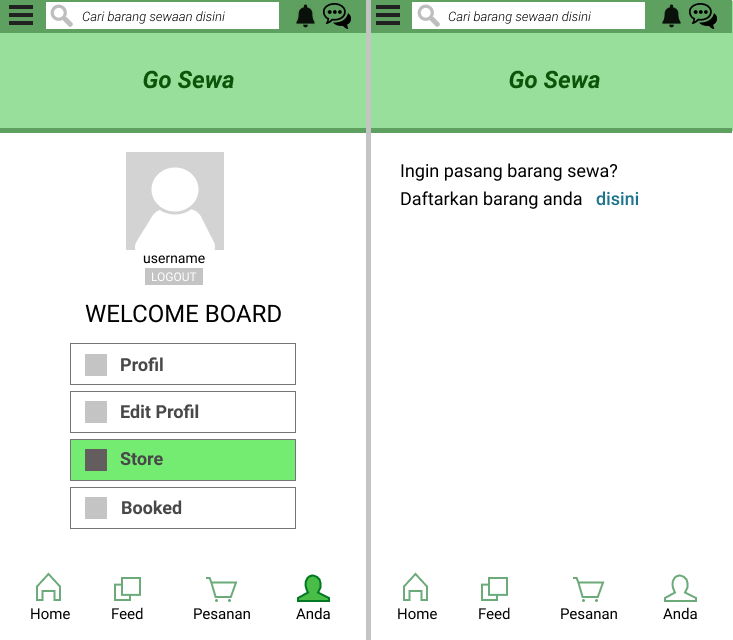 Cari barang sewaan disini
Go Sewa
username
LOGOUT
WELCOME BOARD
Profil
Edit Profil
Store
Booked
Home Feed Pesanan Anda
Cari barang sewaan disini
Go Sewa
Ingin pasang barang sewa?
Daftarkan barang anda disini
Home Feed Pesanan Anda